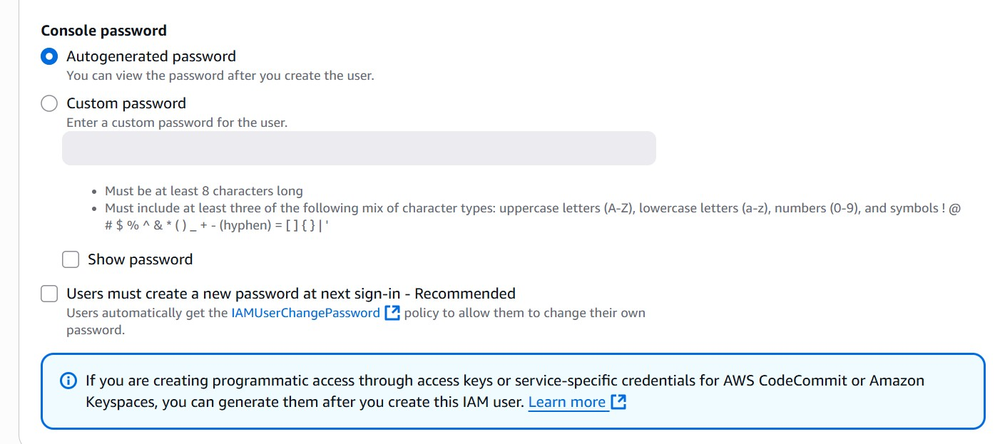 Console password
Autogenerated password
You can view the password after you create the user.
Custom password
Enter a custom password for the user.
Must be at least 8 characters long
Must include at least three of the following mix of character types: uppercase letters (A-Z), lowercase letters (a-z), numbers (0-9), and symbols ! @
# $ % ^ & * ( ) _ + - (hyphen) = [ ] { } | '
Show password
Users must create a new password at next sign-in - Recommended
Users automatically get the IAMUserChangePassword policy to allow them to change their own
password.
If you are creating programmatic access through access keys or service-specific credentials for AWS CodeCommit or Amazon
Keyspaces, you can generate them after you create this IAM user. Learn more